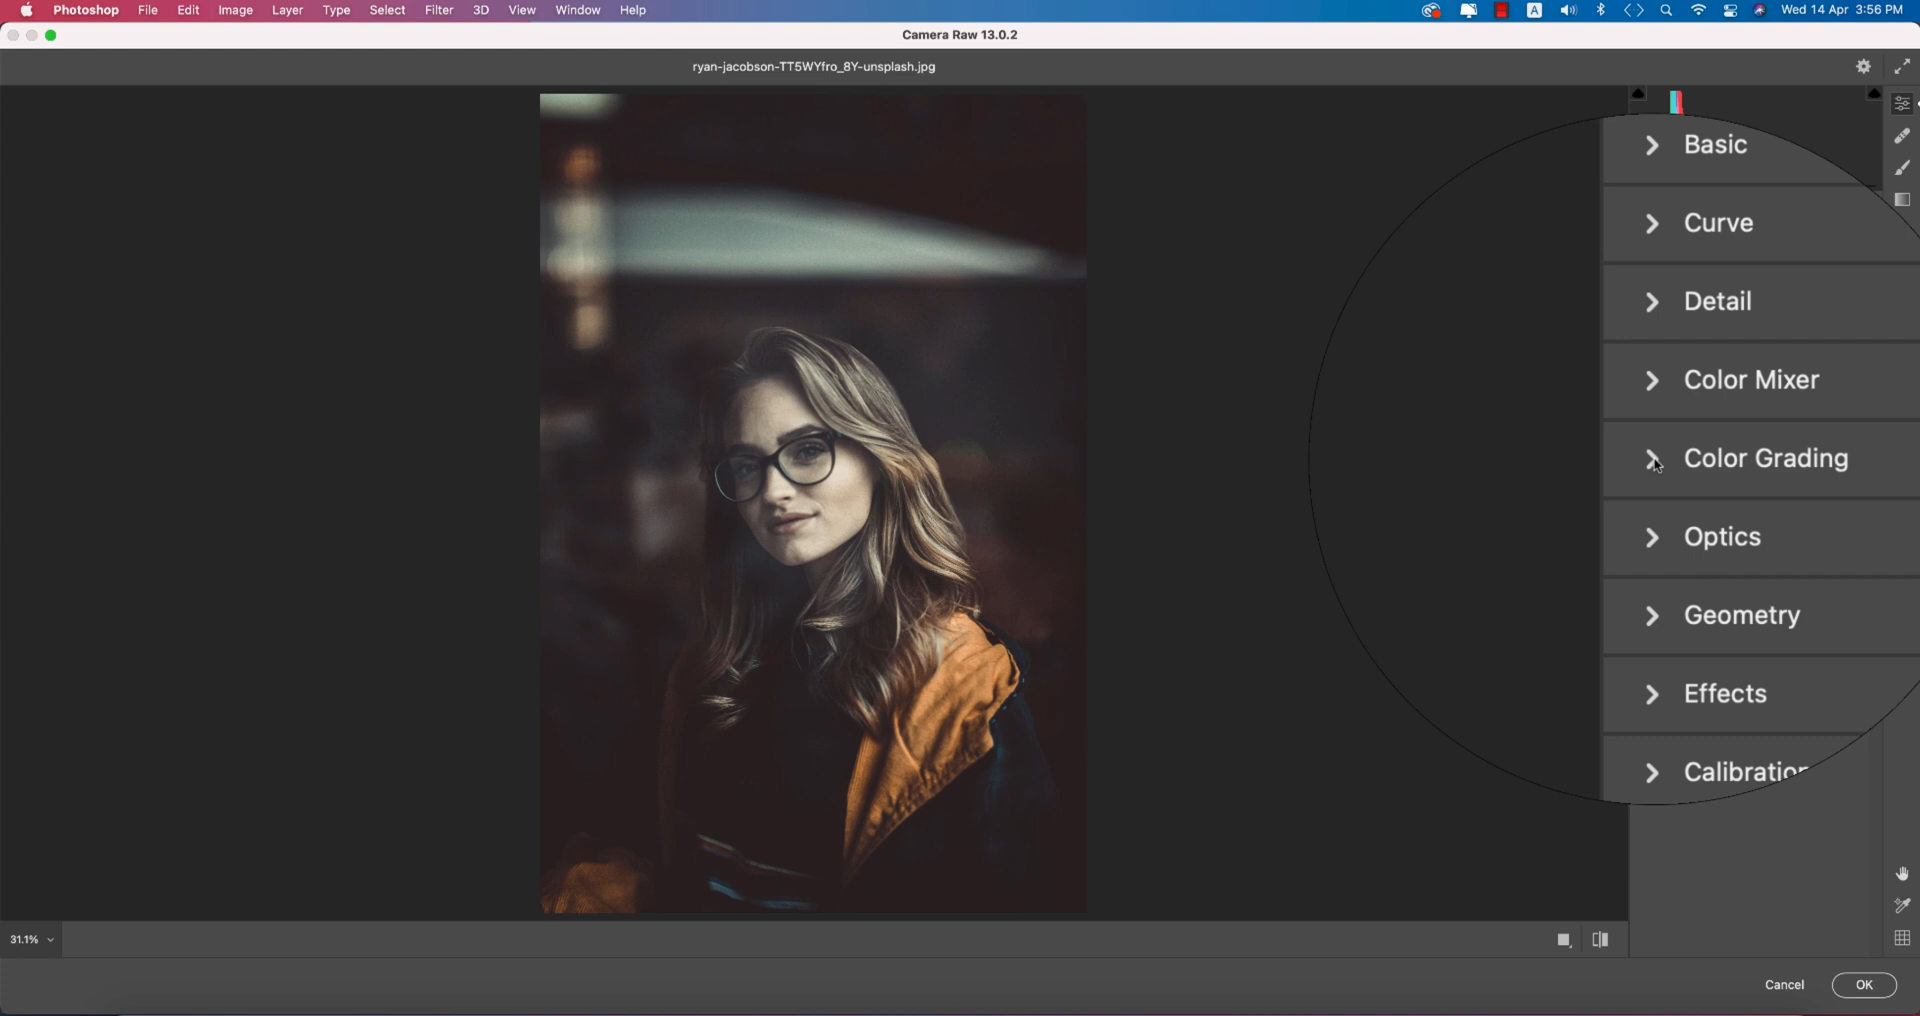 Photoshop File Edit Image Layer Type Select Filter 3D View Window Help A Wed 14 Apr 3:56 PM
Camera Raw 13.0.2
ryan-jacobson-TT5WYfro_8Y-unsplash.jpg
Basic
Curve
Detail
Color Mixer
Color Grading
Optics
Geometry
Effects
Calibration
31.1%
Cancel OK